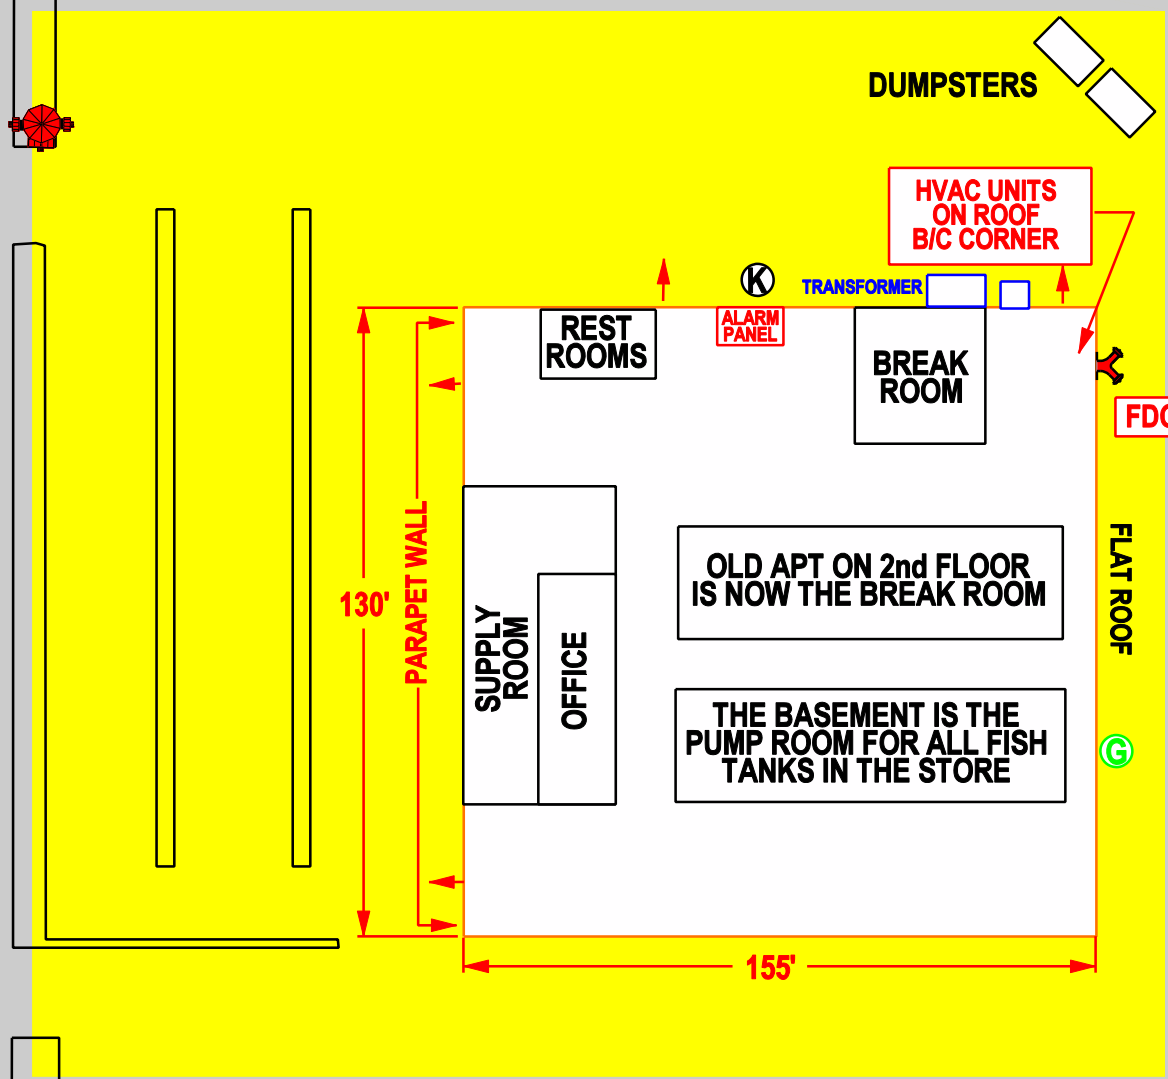 DUMPSTERS
HVAC UNITS
ON ROOF
B/C CORNER
K
TRANSFORMER
REST
ROOMS
ALARM
PANEL
BREAK
ROOM
FDC
FLAT ROOF
OLD APT ON 2nd FLOOR
IS NOW THE BREAK ROOM
130'
PARAPET WALL
SUPPLY
ROOM
OFFICE
THE BASEMENT IS THE
PUMP ROOM FOR ALL FISH
TANKS IN THE STORE
G
155'